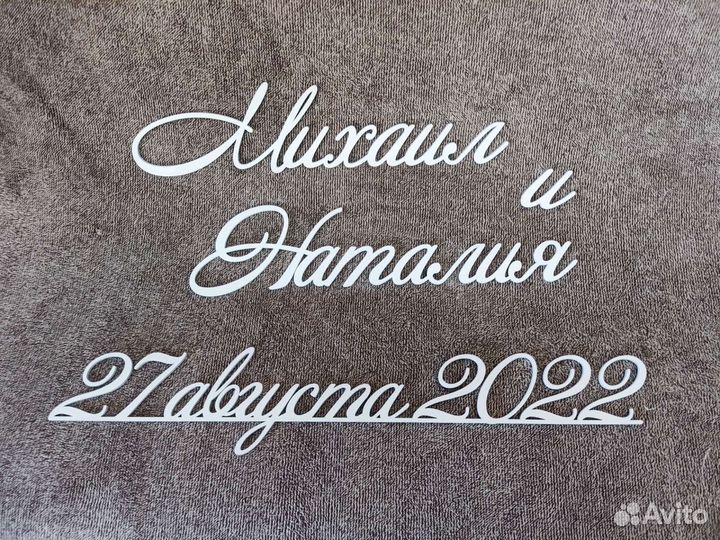 Михаил
и
Наталия
27 августа 2022
Avito